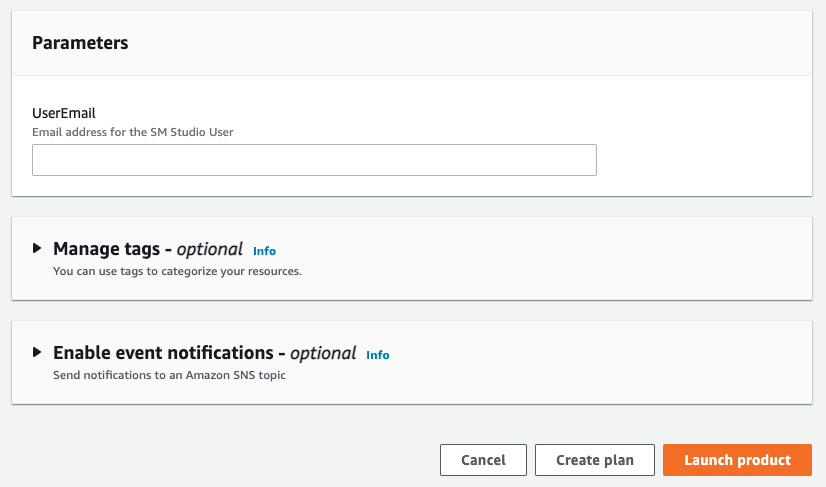 Parameters
UserEmail
Email address for the SM Studio User
Manage tags - optional Info
You can use tags to categorize your resources.
Enable event notifications - optional Info
Send notifications to an Amazon SNS topic
Cancel Create plan Launch product